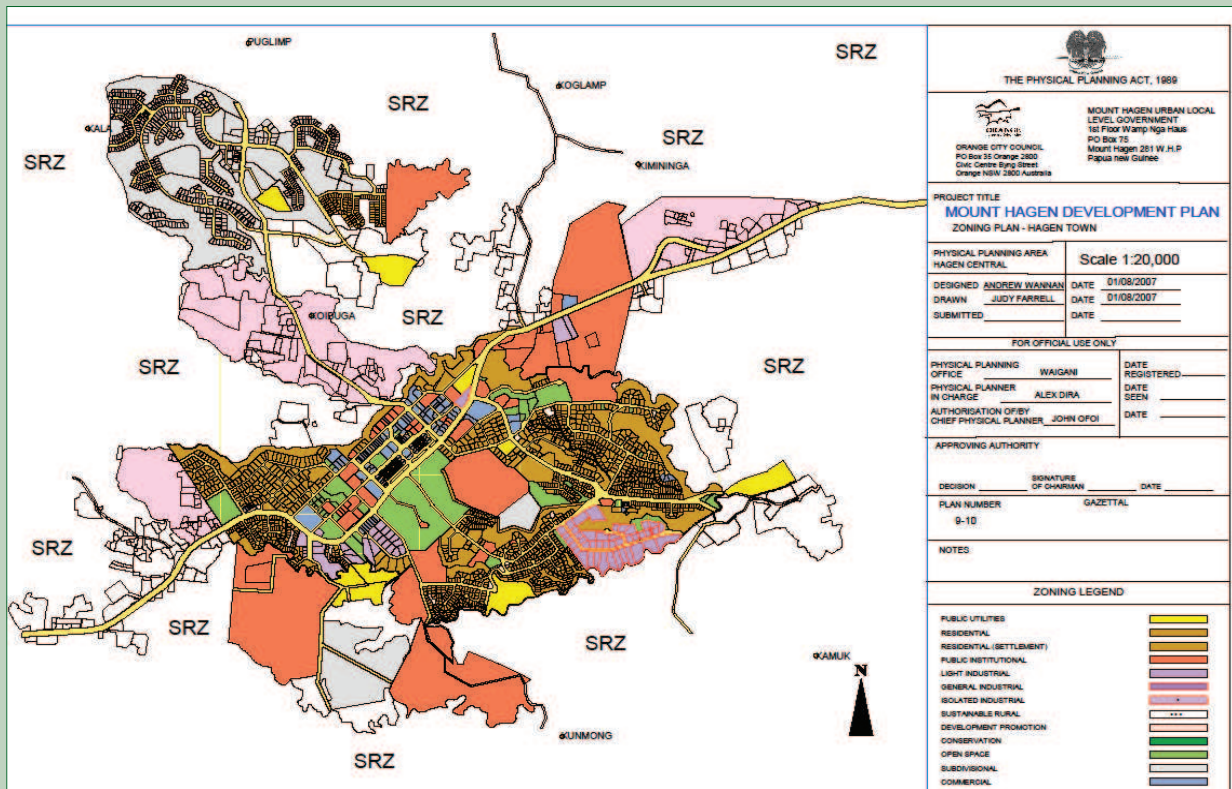 PUGLIMP
SRZ
KOGLAMP
SRZ
KALA
SRZ
SRZ
KIMININGA
KOIBUGA
SRZ
SRZ
SRZ
SRZ
SRZ
SRZ
KAMUK
N
KUNMONG
SRZ
THE PHYSICAL PLANNING ACT, 1989
ORANGE
ORANGE CITY COUNCIL
PO Box 35 Orange 2800
Civic Centre Byng Street
Orange NSW 2800 Australia
MOUNT HAGEN URBAN LOCAL
LEVEL GOVERNMENT
1st Floor Wamp Nga Haus
PO Box 75
Mount Hagen 281 W.H.P
Papua new Guinee
PROJECT TITLE
MOUNT HAGEN DEVELOPMENT PLAN
ZONING PLAN - HAGEN TOWN
PHYSICAL PLANNING AREA
HAGEN CENTRAL
Scale 1:20,000
DESIGNED ANDREW WANNAN DATE 01/08/2007
DRAWN JUDY FARRELL DATE 01/08/2007
SUBMITTED DATE
FOR OFFICIAL USE ONLY
PHYSICAL PLANNING
OFFICE WAIGANI
DATE
REGISTERED
PHYSICAL PLANNER
IN CHARGE ALEX DIRA
DATE
SEEN
AUTHORISATION OF/BY
CHIEF PHYSICAL PLANNER JOHN OFOI
DATE
APPROVING AUTHORITY
DECISION SIGNATURE
OF CHAIRMAN DATE
PLAN NUMBER GAZETTAL
9-10
NOTES
ZONING LEGEND
PUBLIC UTILITIES
RESIDENTIAL
RESIDENTIAL (SETTLEMENT)
PUBLIC INSTITUTIONAL
LIGHT INDUSTRIAL
GENERAL INDUSTRIAL
ISOLATED INDUSTRIAL
SUSTAINABLE RURAL
DEVELOPMENT PROMOTION
CONSERVATION
OPEN SPACE
SUBDIVISIONAL
COMMERCIAL